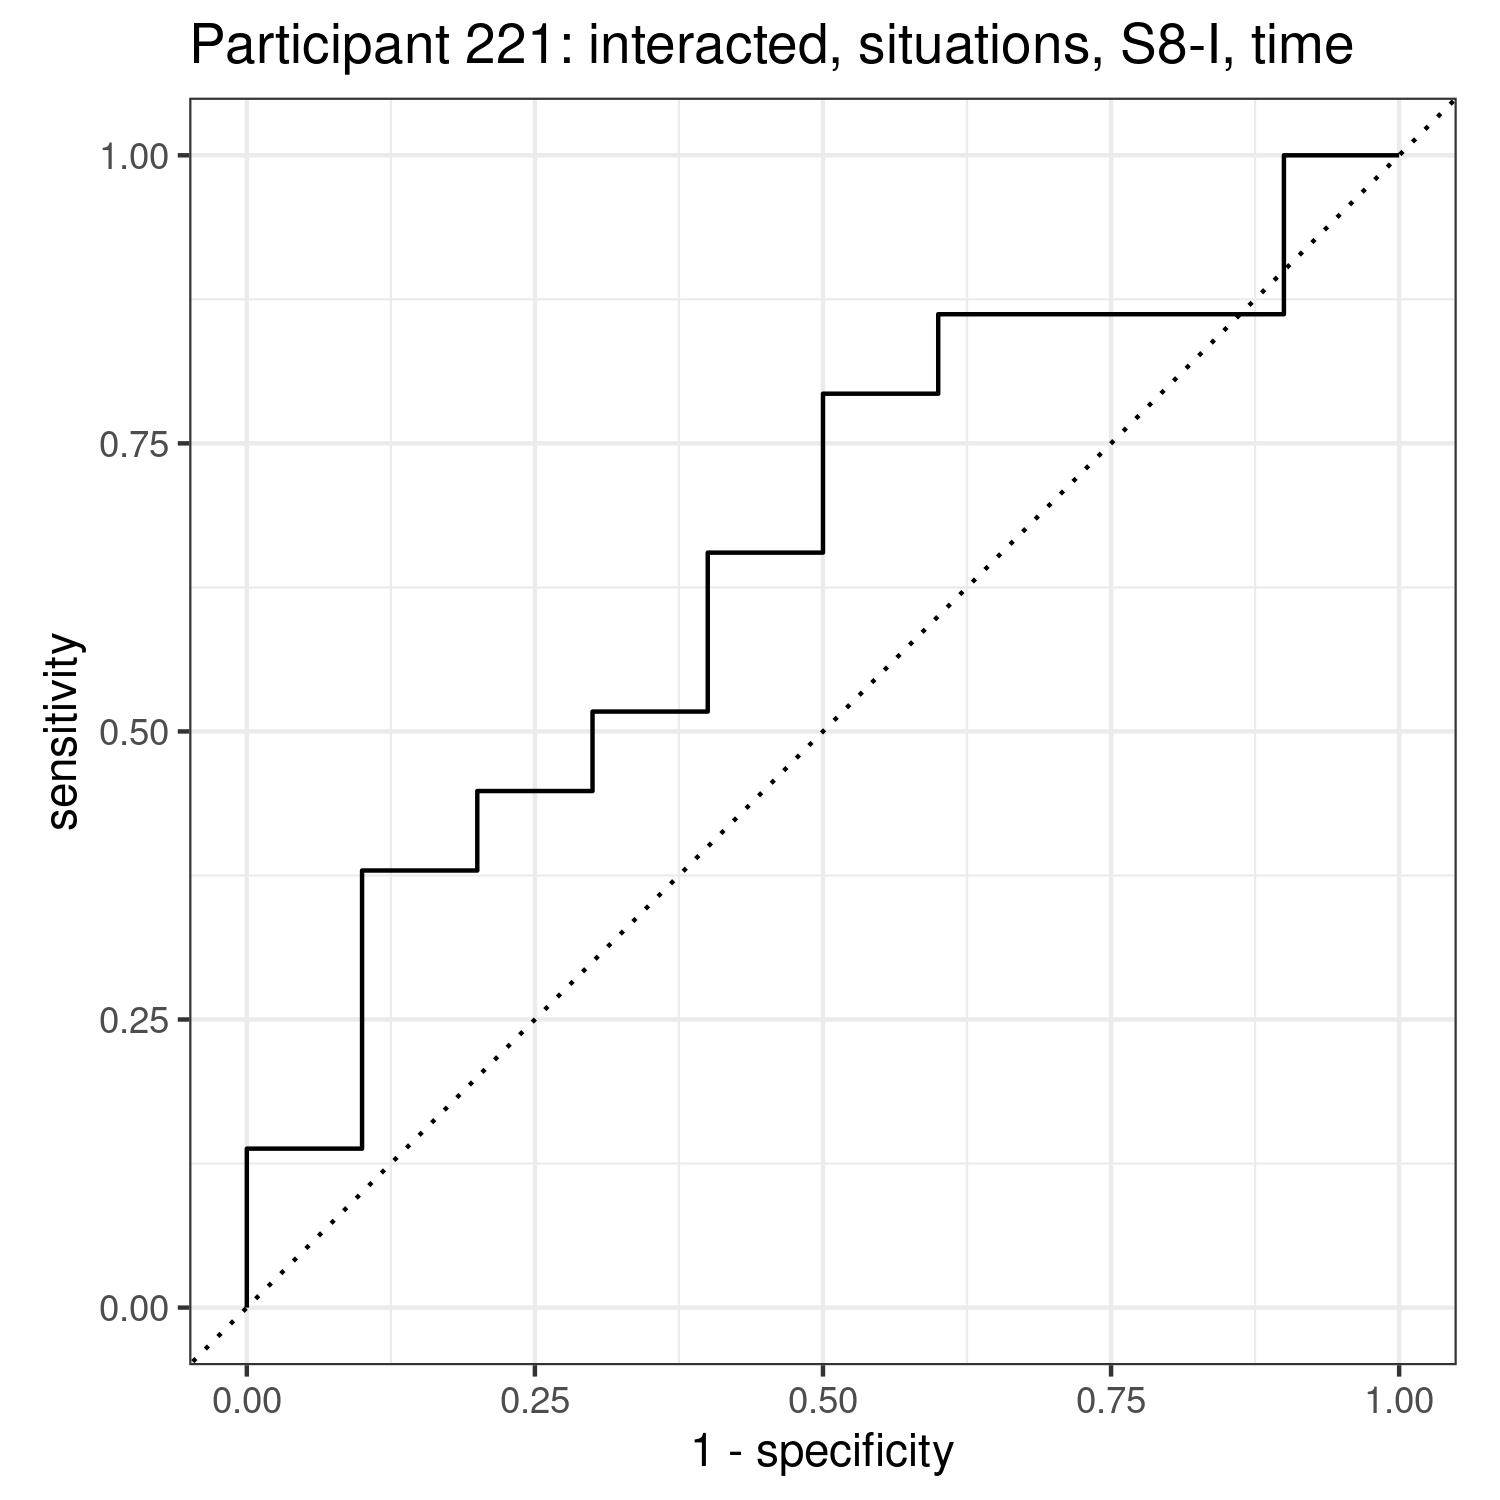 Participant 221: interacted, situations, S8-I, time
1.00
0.75
0.50
0.25
0.00
sensitivity
0.00 0.25 0.50 0.75 1.00
1 - specificity